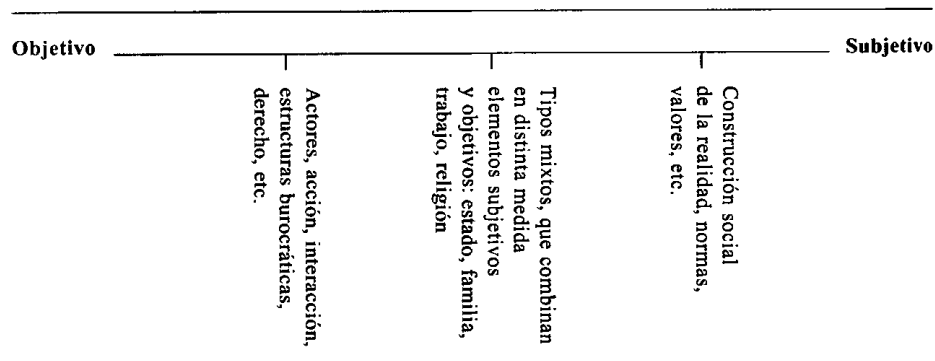 Objetivo
Subjetivo
Actores, acción, interacción,
estructuras burocráticas,
derecho, etc.
Tipos mixtos, que combinan
en distinta medida
elementos subjetivos
y objetivos: estado, familia,
trabajo, religión
Construcción social
de la realidad, normas,
valores, etc.